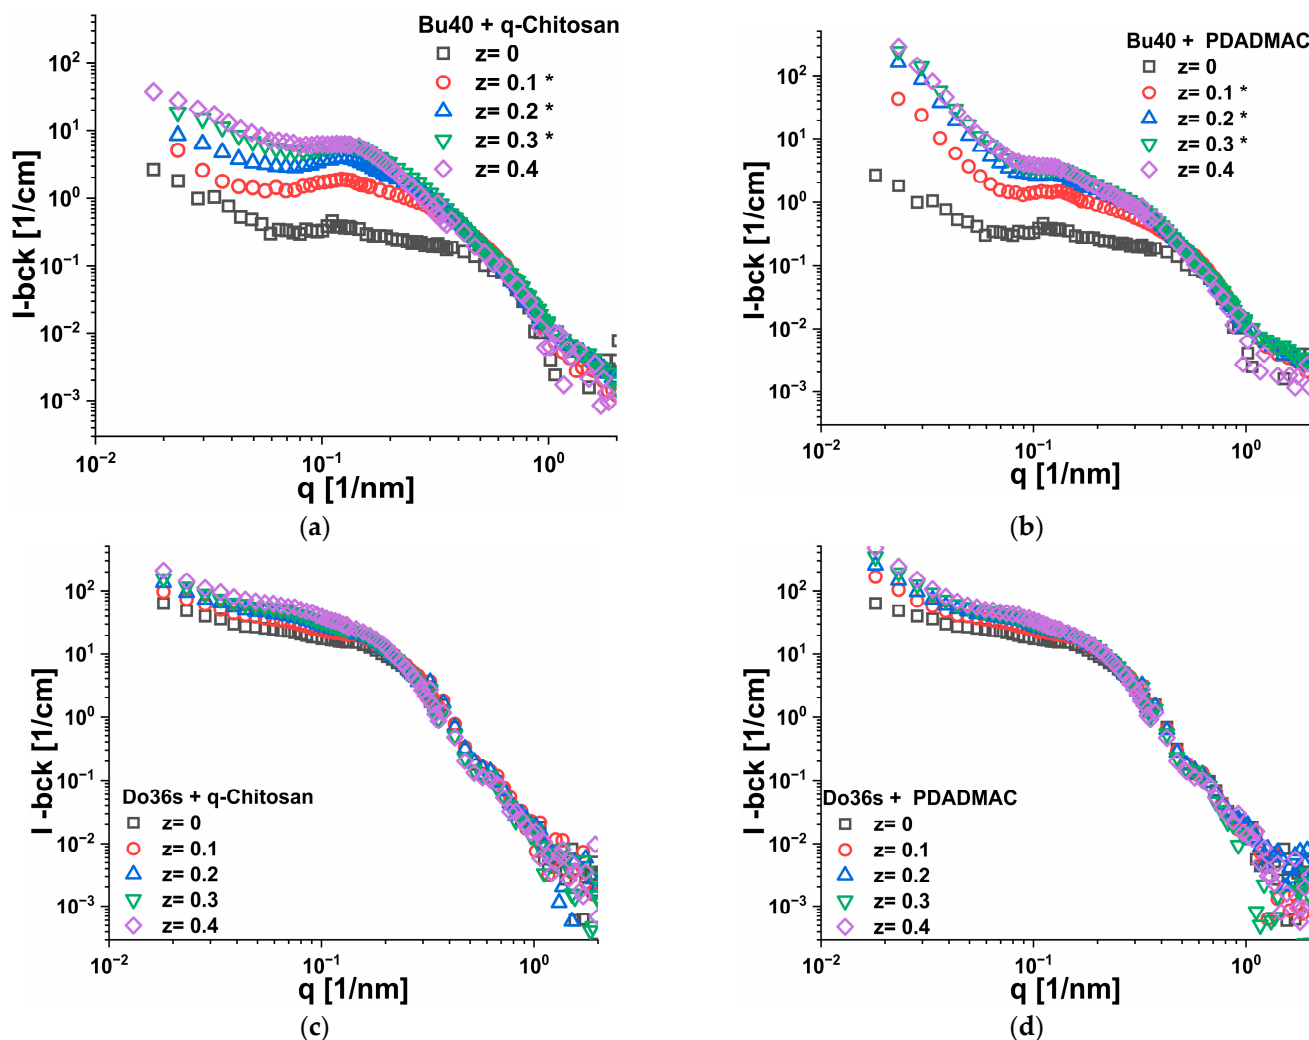 Bu40 + q-Chitosan
z= 0
z= 0.1 *
z= 0.2 *
z= 0.3 *
z= 0.4
10²
10¹
10⁰
10⁻¹
10⁻²
10⁻³
I-bck [1/cm]
10⁻²
10⁻¹
10⁰
q [1/nm]
(a)
Bu40 + PDADMAC
z= 0
z= 0.1 *
z= 0.2 *
z= 0.3 *
z= 0.4
10²
10¹
10⁰
10⁻¹
10⁻²
10⁻³
I-bck [1/cm]
10⁻²
10⁻¹
10⁰
q [1/nm]
(b)
10²
10¹
10⁰
10⁻¹
10⁻²
10⁻³
I -bck [1/cm]
Do36s + q-Chitosan
z= 0
z= 0.1
z= 0.2
z= 0.3
z= 0.4
10⁻²
10⁻¹
10⁰
q [1/nm]
(c)
10²
10¹
10⁰
10⁻¹
10⁻²
10⁻³
I -bck [1/cm]
Do36s + PDADMAC
z= 0
z= 0.1
z= 0.2
z= 0.3
z= 0.4
10⁻²
10⁻¹
10⁰
q [1/nm]
(d)